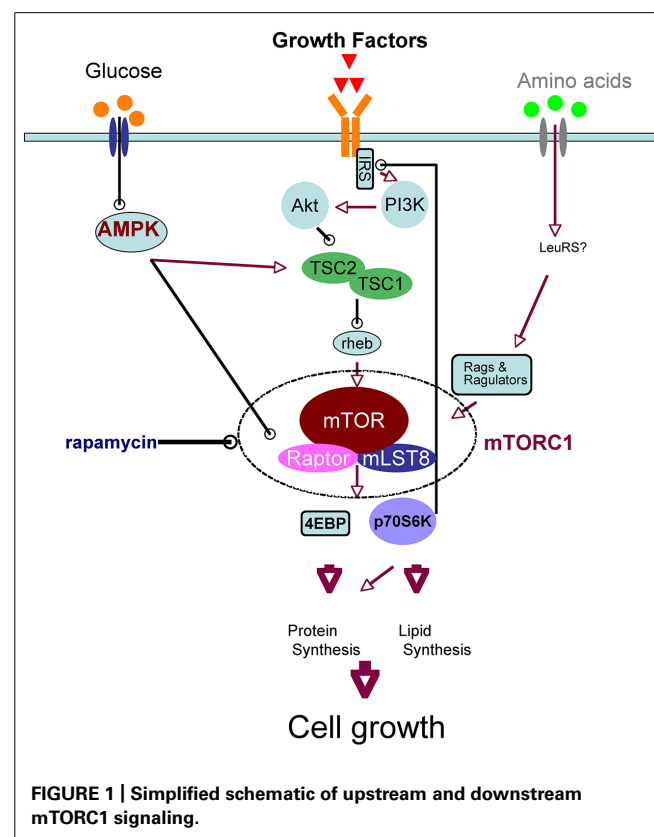 Growth Factors
Glucose
Amino acids
IRS
Akt
PI3K
AMPK
TSC2
TSC1
LeuRS?
rheb
Rags &
Ragulators
mTOR
rapamycin
mTORC1
Raptor
mLST8
4EBP
p70S6K
Protein
Synthesis
Lipid
Synthesis
Cell growth
FIGURE 1 | Simplified schematic of upstream and downstream
mTORC1 signaling.